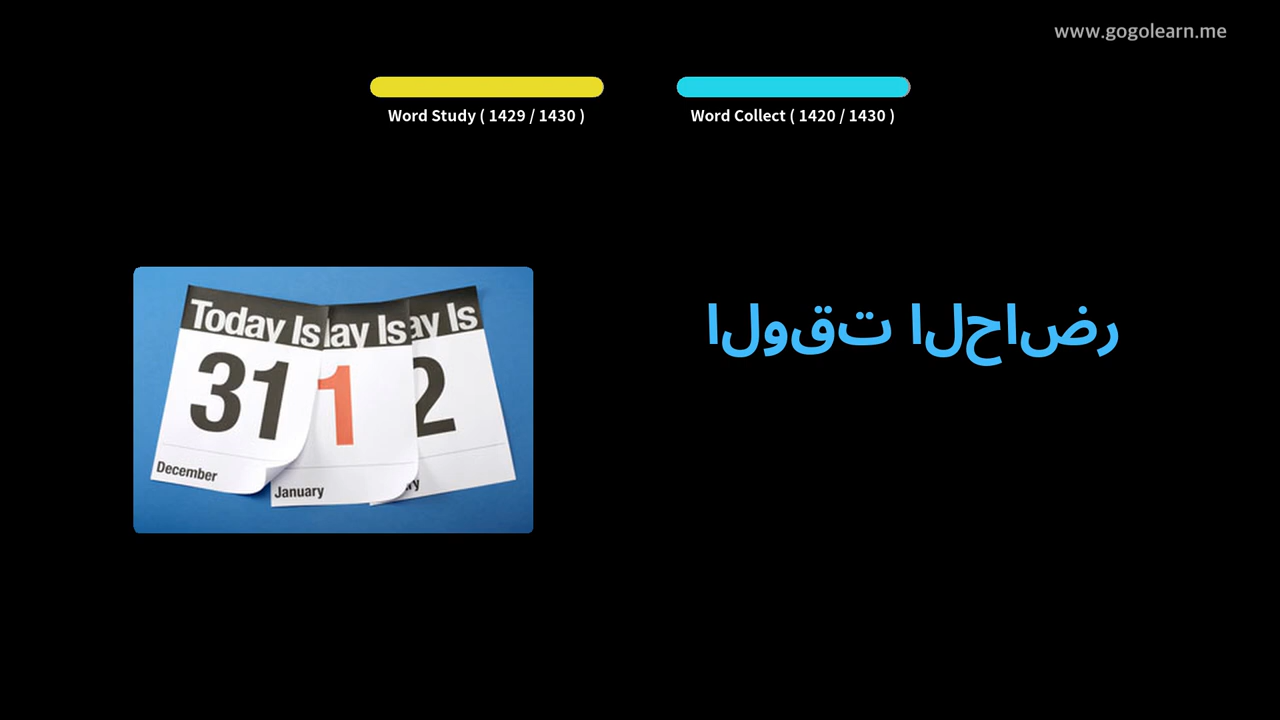 www.gogolearn.me
Word Study ( 1429 / 1430 )
Word Collect ( 1420 / 1430 )
الوقت الحاضر
Today Is
ay Is
ay Is
31
1
2
December
January
ry